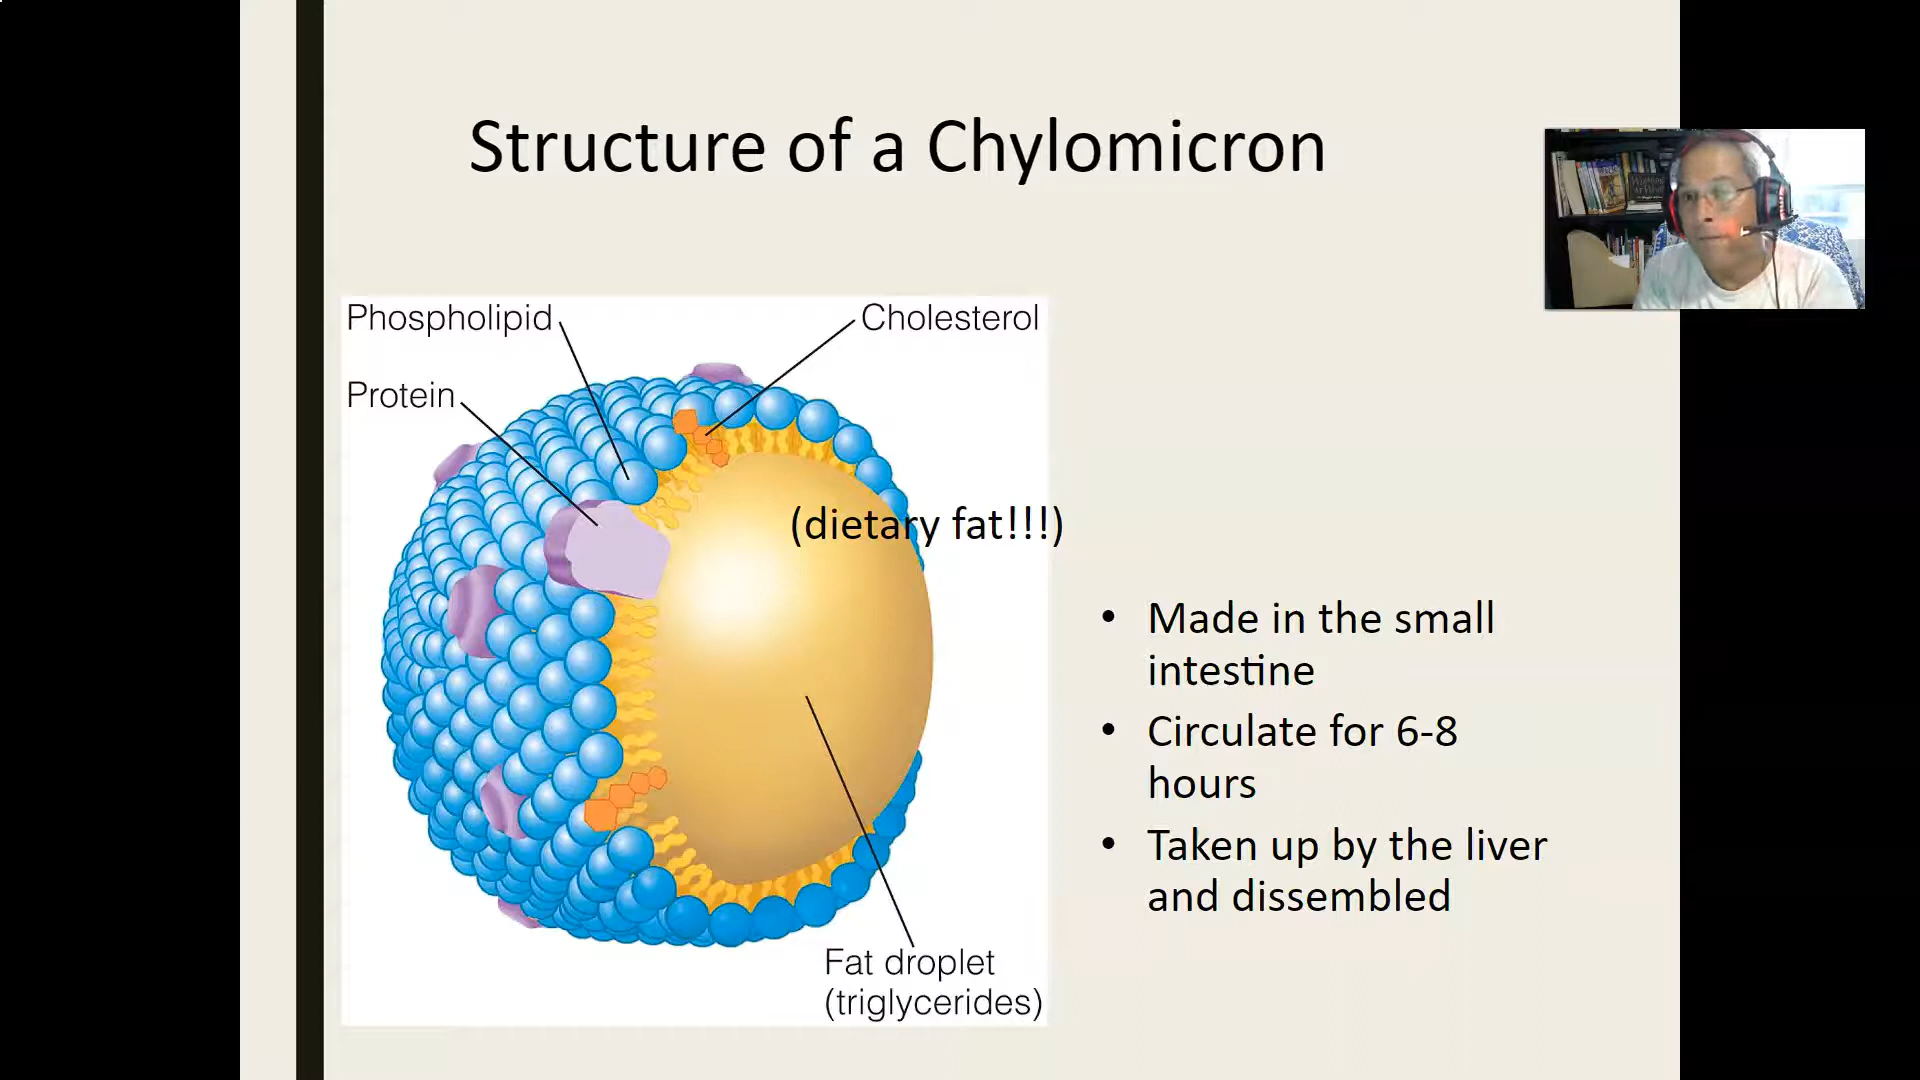 Structure of a Chylomicron
Phospholipid
Cholesterol
Protein
(dietary fat!!!)
Fat droplet
(triglycerides)
• Made in the small
intestine
• Circulate for 6-8
hours
• Taken up by the liver
and dissembled